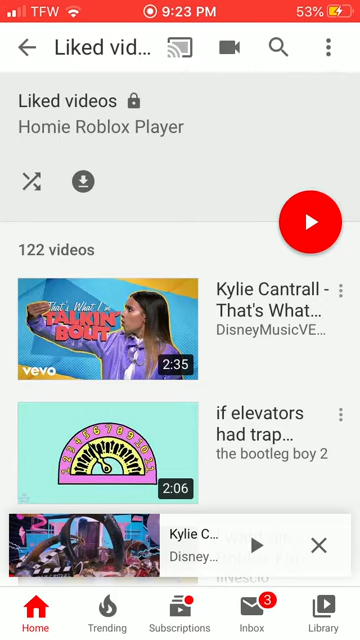 TFW 9:23 PM 53%
Liked vid...
Liked videos
Homie Roblox Player
122 videos
That's What I'm
TALKIN'
BOUT
vevo
2:35
Kylie Cantrall -
That's What...
DisneyMusicVE...
2:06
if elevators
had trap...
the bootleg boy 2
Kylie C...
Disney...
Home
Trending
Subscriptions
3
Inbox
Library